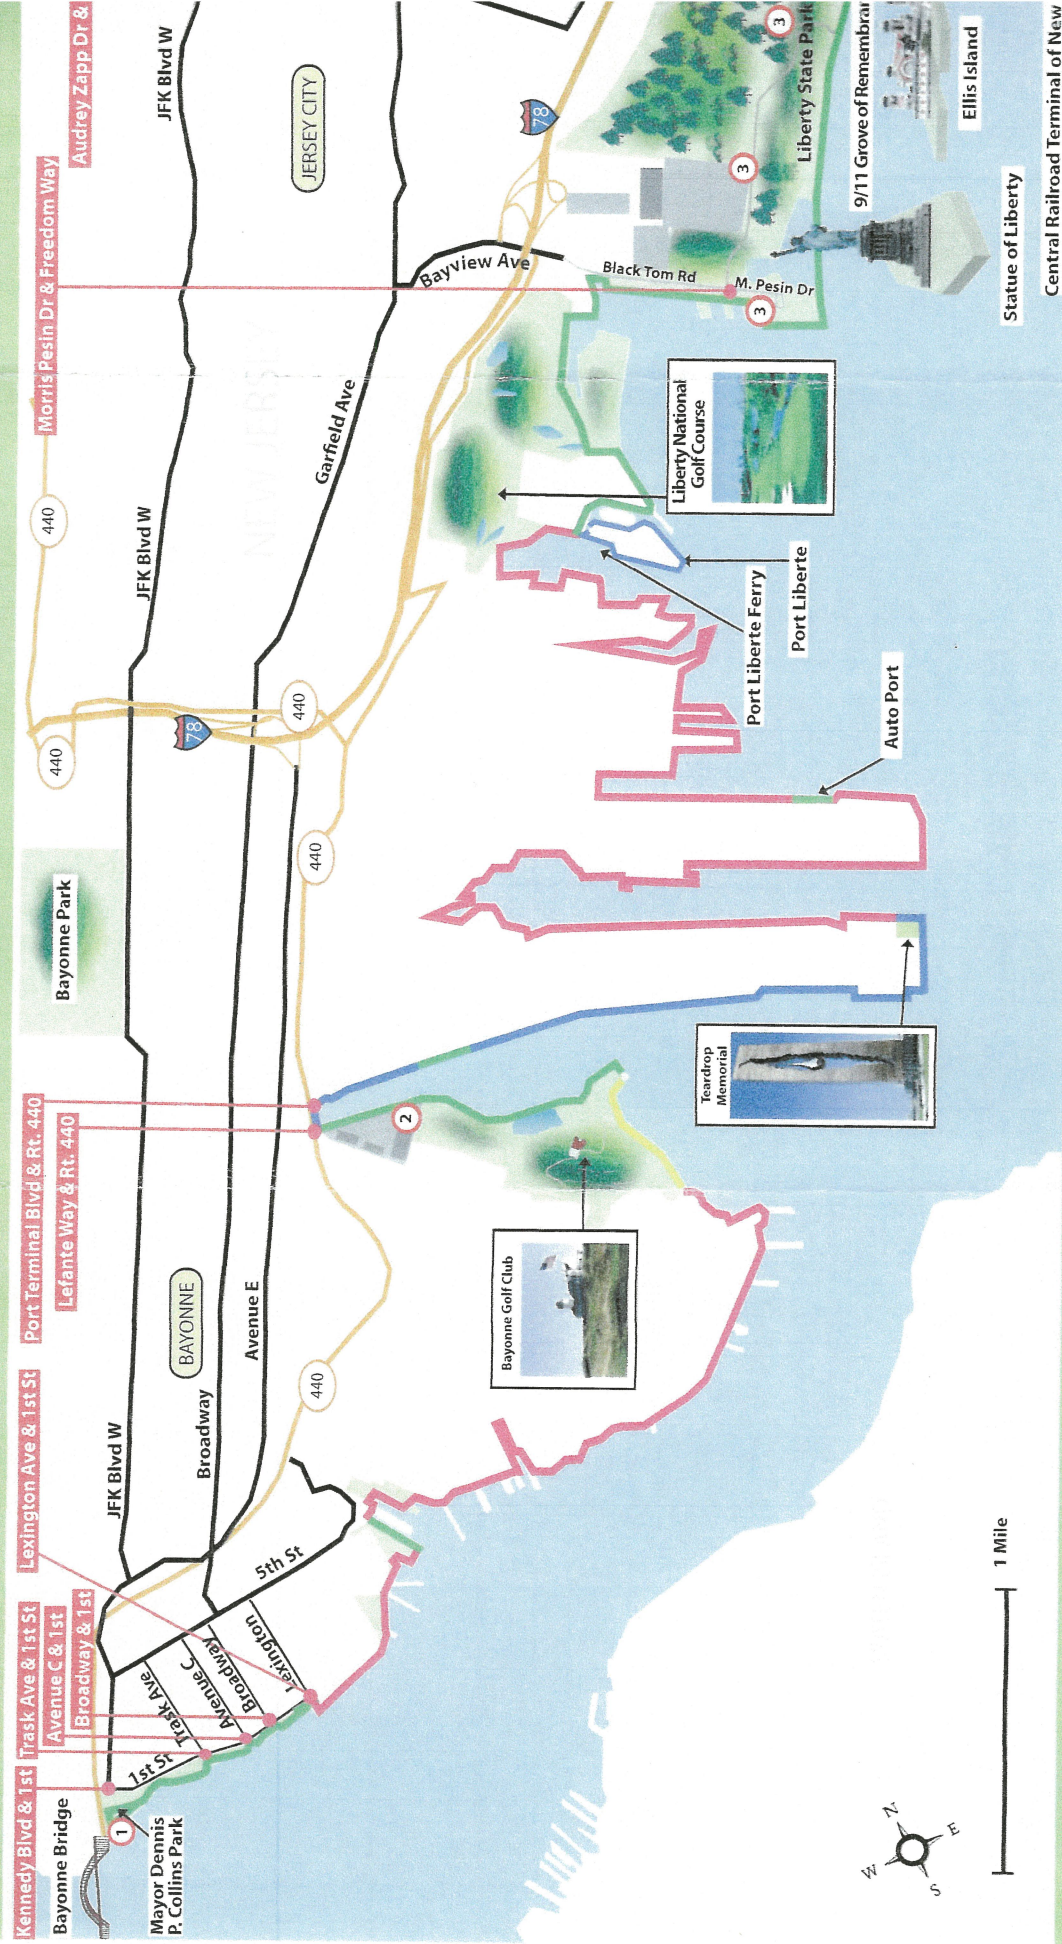 Kennedy Blvd & 1st
Trask Ave & 1st St
Avenue C & 1st
Broadway & 1st
Lexington Ave & 1st St
Port Terminal Blvd & Rt. 440
Lefante Way & Rt. 440
Morris Pesin Dr & Freedom Way
Audrey Zapp Dr &
Bayonne Bridge
1
Mayor Dennis
P. Collins Park
1st St
Trask Ave
Avenue C
Broadway
Lexington
5th St
JFK Blvd W
Broadway
Avenue E
BAYONNE
440
Bayonne Park
440
440
78
440
440
JFK Blvd W
Garfield Ave
NEW JERSEY
JFK Blvd W
JERSEY CITY
78
Bayview Ave
Black Tom Rd
M. Pesin Dr
3
3
3
Liberty State Park
9/11 Grove of Remembran
Ellis Island
Statue of Liberty
Central Railroad Terminal of New
Liberty National
Golf Course
Port Liberte Ferry
Port Liberte
Auto Port
Teardrop
Memorial
2
Bayonne Golf Club
1 Mile
N
E
S
W